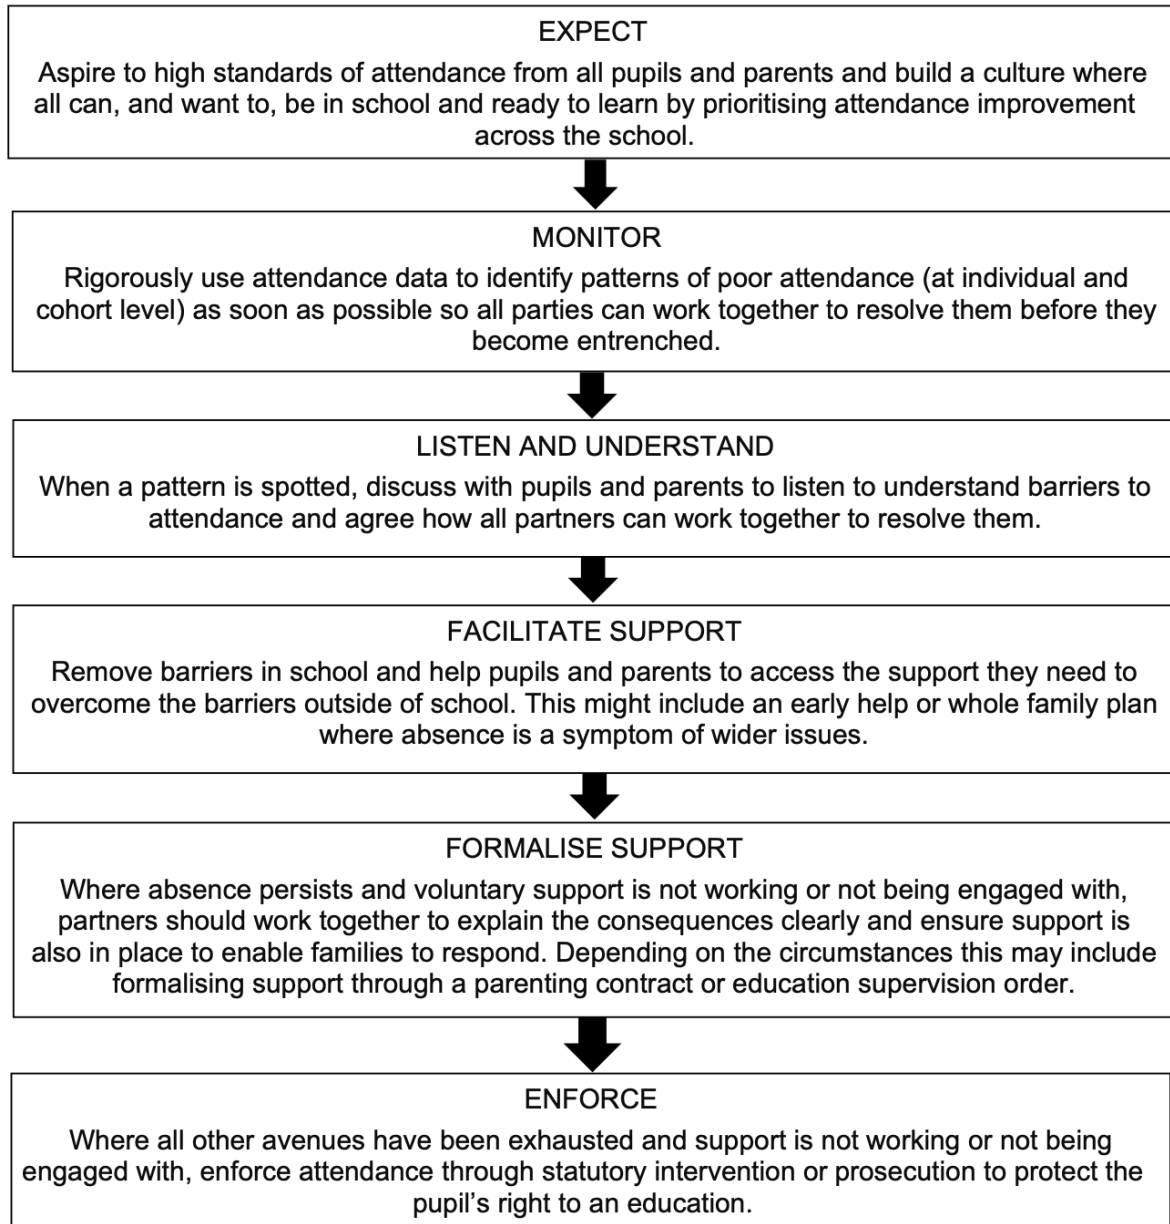 EXPECT
Aspire to high standards of attendance from all pupils and parents and build a culture where
all can, and want to, be in school and ready to learn by prioritising attendance improvement
across the school.
MONITOR
Rigorously use attendance data to identify patterns of poor attendance (at individual and
cohort level) as soon as possible so all parties can work together to resolve them before they
become entrenched.
LISTEN AND UNDERSTAND
When a pattern is spotted, discuss with pupils and parents to listen to understand barriers to
attendance and agree how all partners can work together to resolve them.
FACILITATE SUPPORT
Remove barriers in school and help pupils and parents to access the support they need to
overcome the barriers outside of school. This might include an early help or whole family plan
where absence is a symptom of wider issues.
FORMALISE SUPPORT
Where absence persists and voluntary support is not working or not being engaged with,
partners should work together to explain the consequences clearly and ensure support is
also in place to enable families to respond. Depending on the circumstances this may include
formalising support through a parenting contract or education supervision order.
ENFORCE
Where all other avenues have been exhausted and support is not working or not being
engaged with, enforce attendance through statutory intervention or prosecution to protect the
pupil’s right to an education.